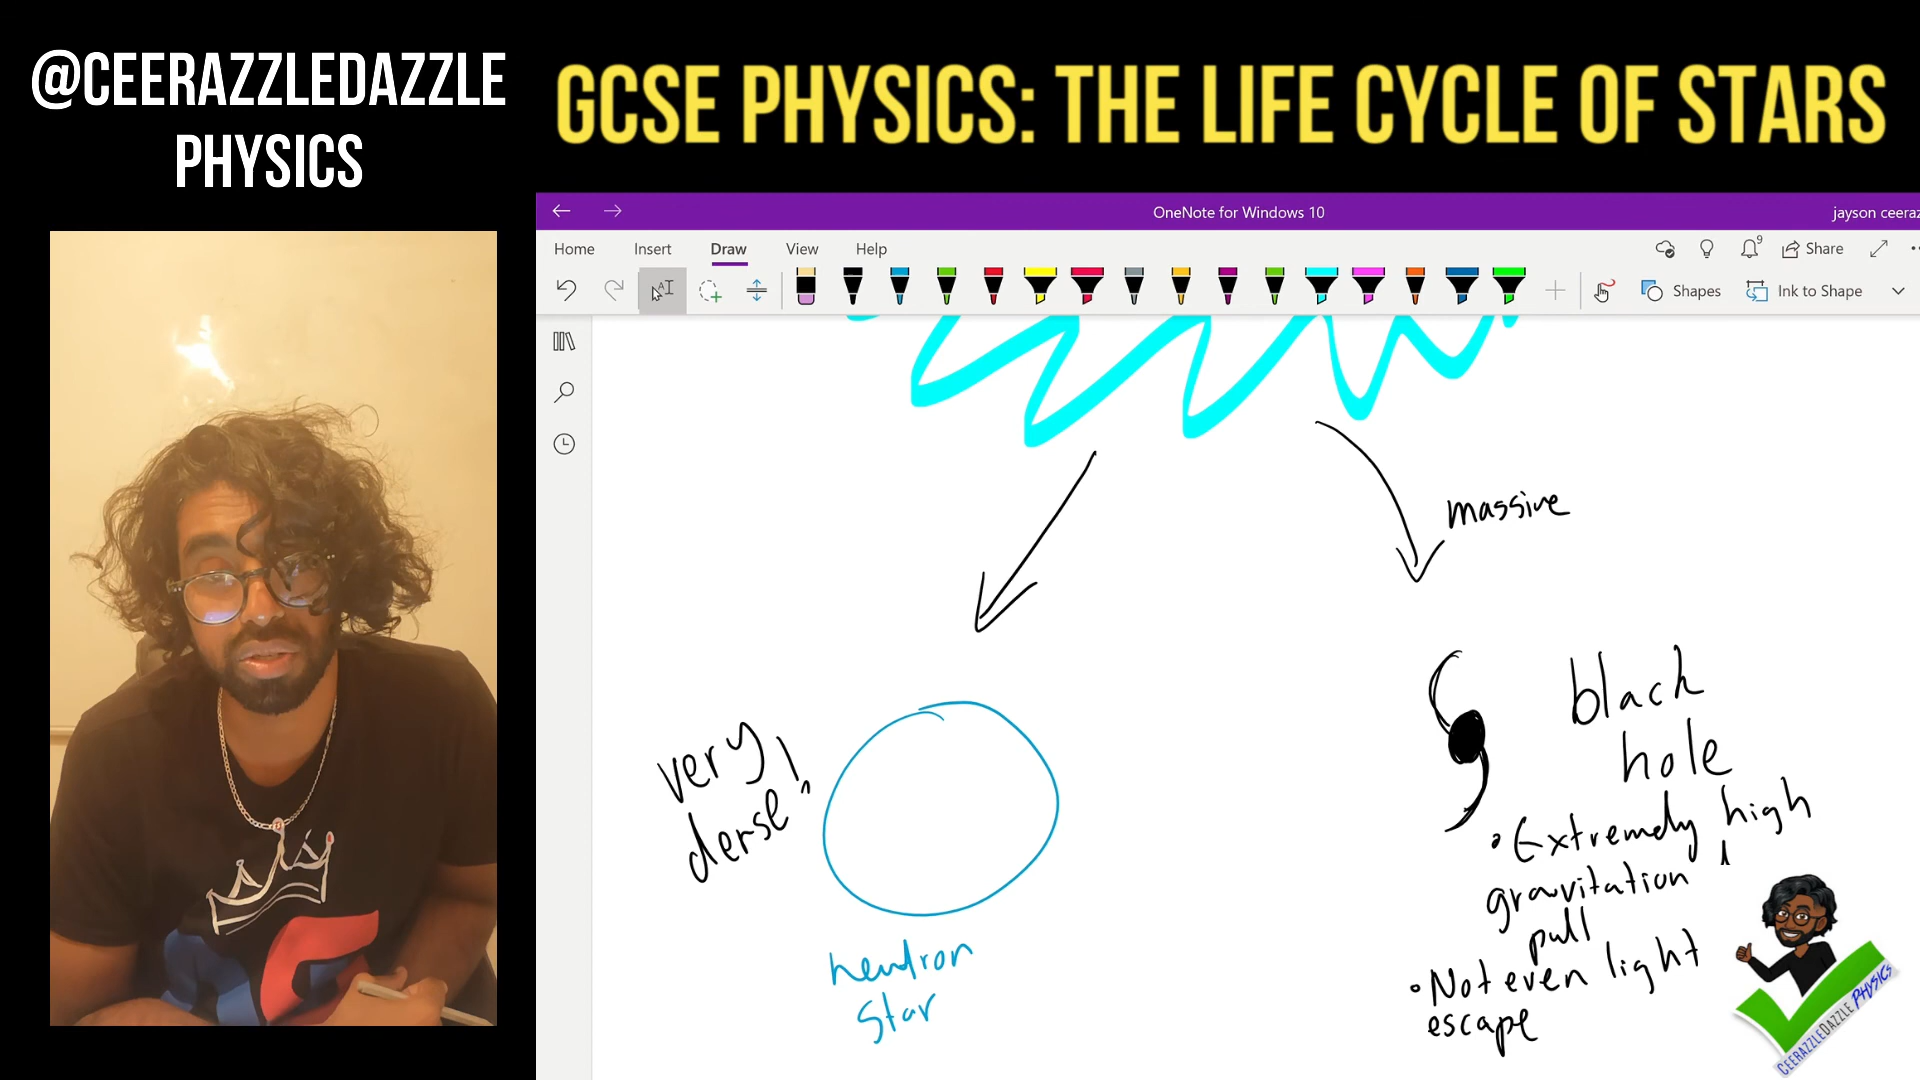 @CEERAZZLEDAZZLE
PHYSICS
GCSE PHYSICS: THE LIFE CYCLE OF STARS
OneNote for Windows 10
jayson ceeraz
Home Insert Draw View Help
9
Share
Shapes
Ink to Shape
massive
very
dense!
neutron
star
black
hole
• Extremely high
gravitation
pull
• Not even light
escape
CEERAZZLEDAZZLE PHYSICS